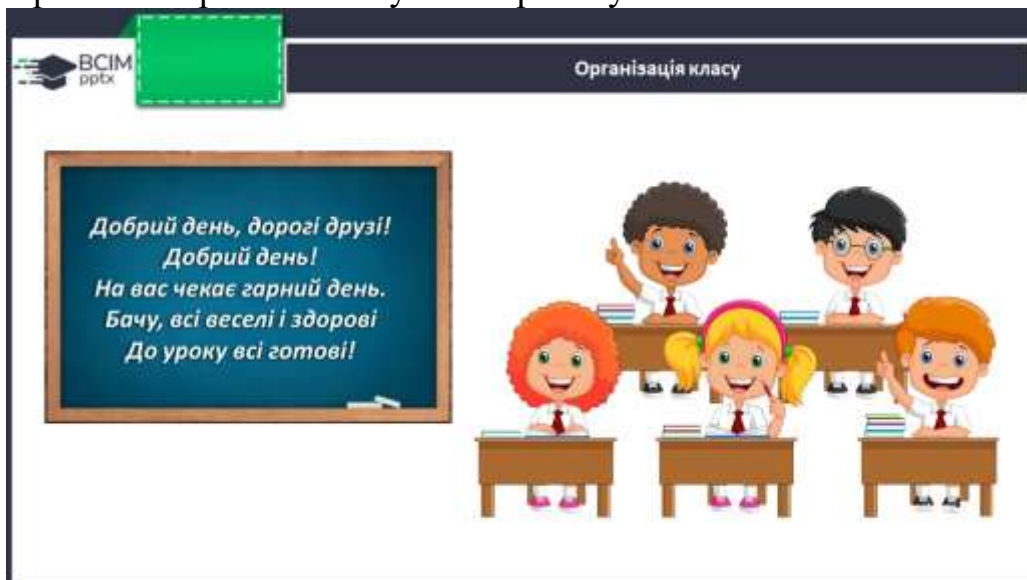 ВСІМ
pptx
Організація класу
Добрий день, дорогі друзі!
Добрий день!
На вас чекає гарний день.
Бачу, всі веселі і здорові
До уроку всі готові!